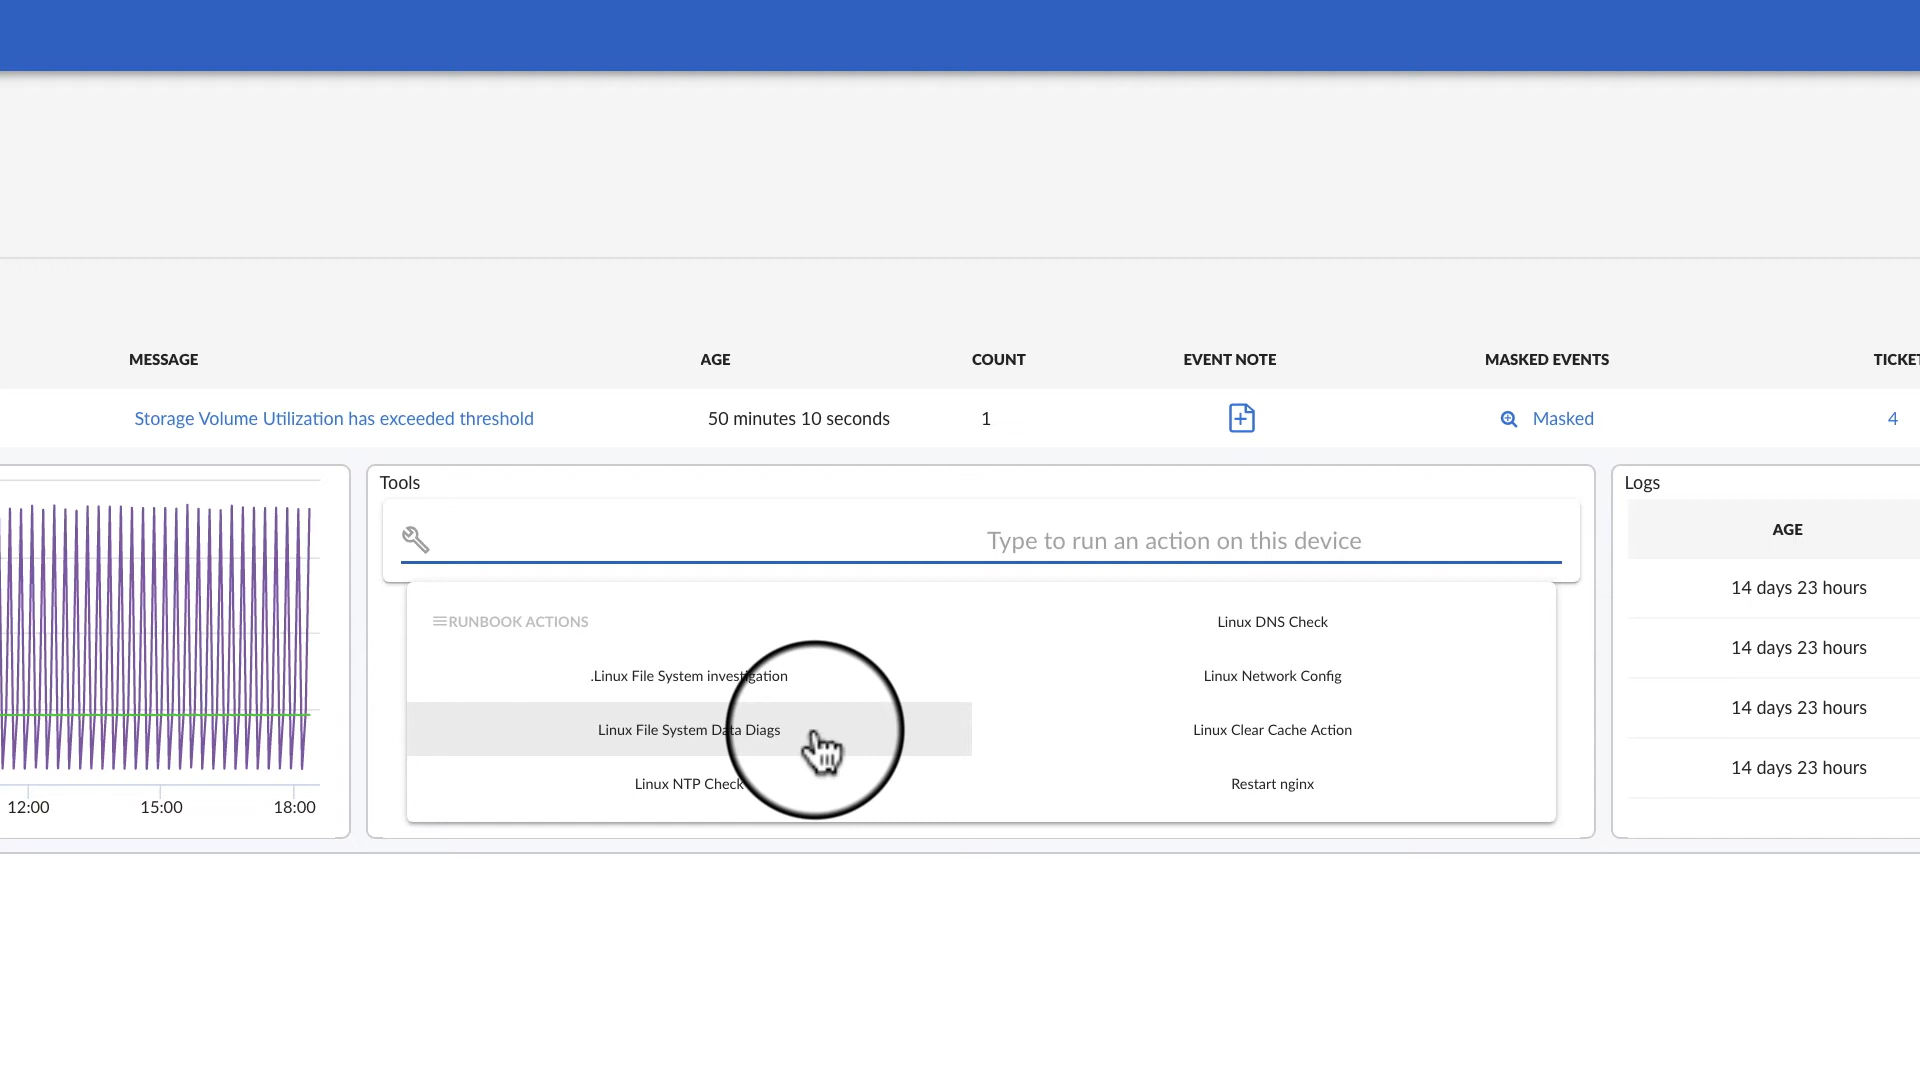 MESSAGE AGE COUNT EVENT NOTE MASKED EVENTS TICKET
Storage Volume Utilization has exceeded threshold 50 minutes 10 seconds 1 Masked 4
Tools
Type to run an action on this device
RUNBOOK ACTIONS Linux DNS Check
.Linux File System investigation Linux Network Config
Linux File System Data Diags Linux Clear Cache Action
Linux NTP Check Restart nginx
12:00 15:00 18:00
Logs
AGE
14 days 23 hours
14 days 23 hours
14 days 23 hours
14 days 23 hours